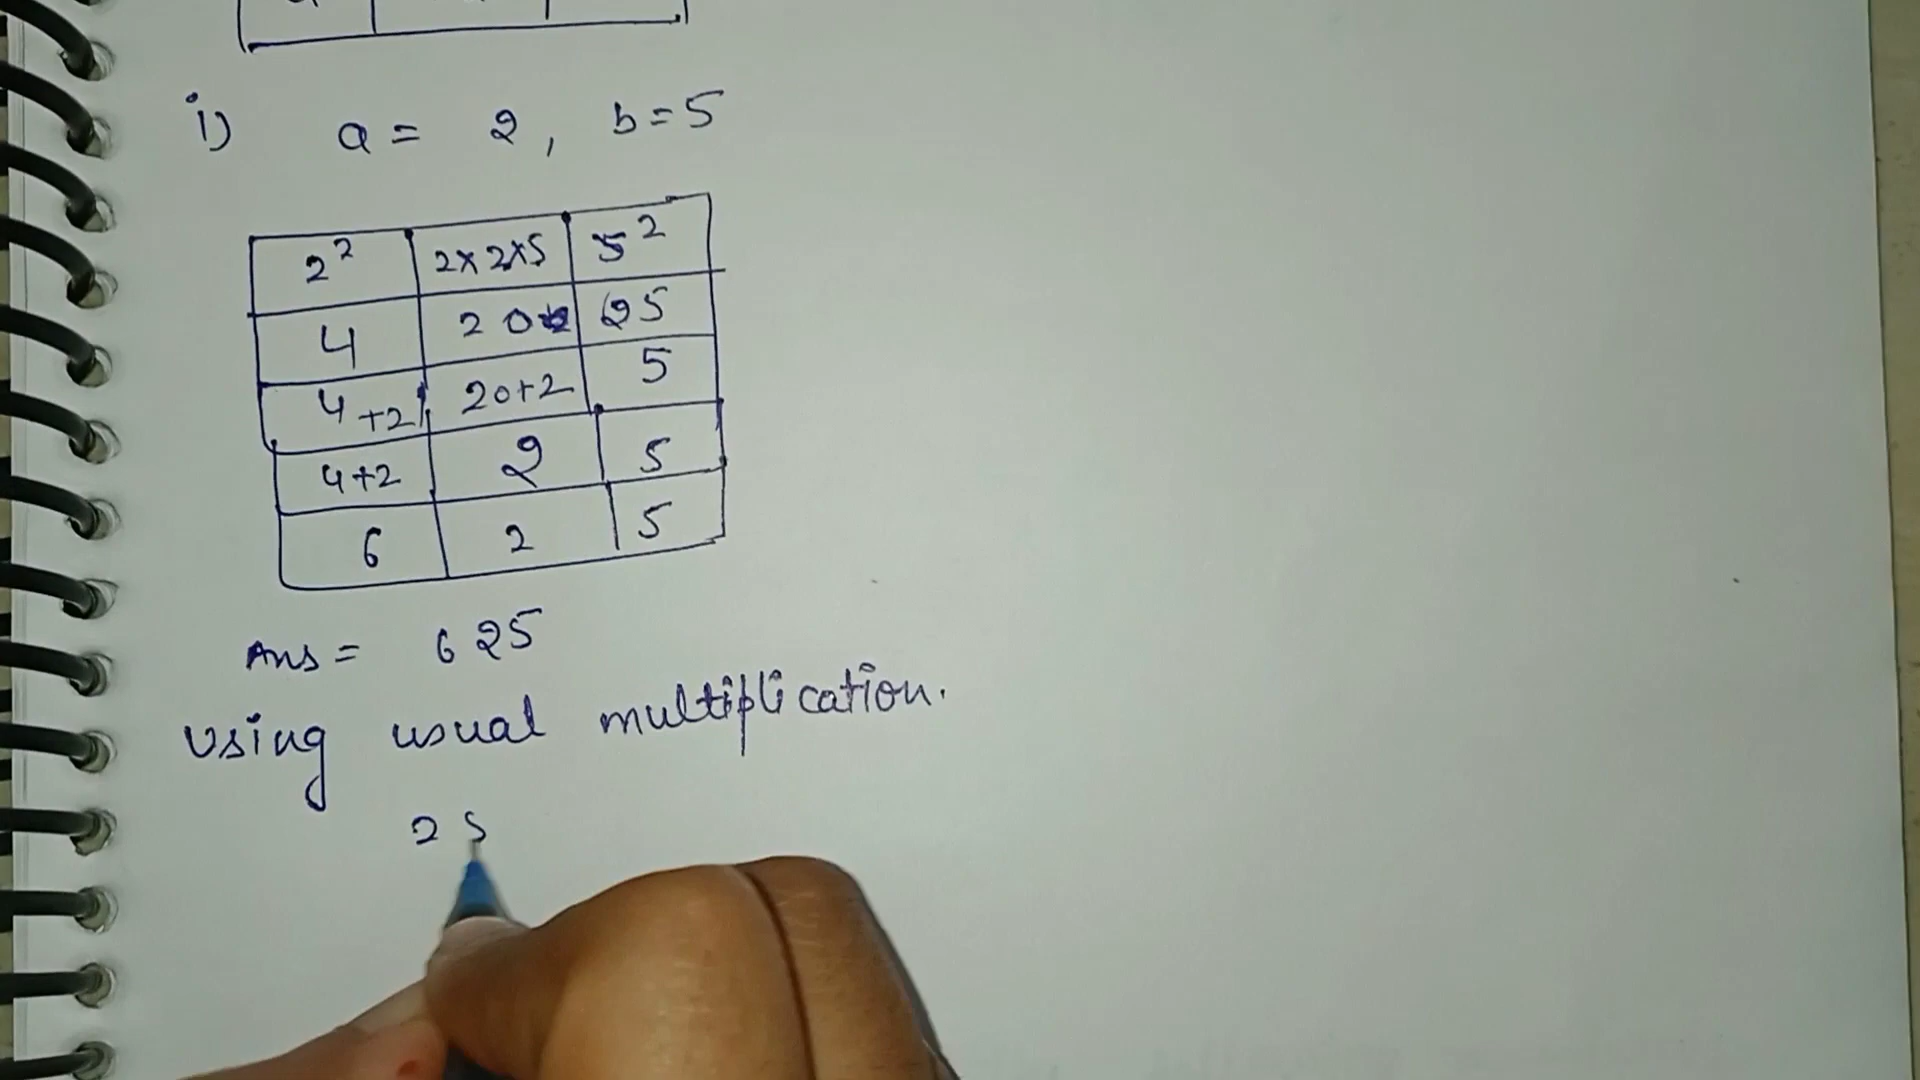 i) a = 2, b = 5
2² 2×2×5 5²
4 20 25
4+2 20+2 5
4+2 2 5
6 2 5
Ans = 625
Using usual multiplication.
25